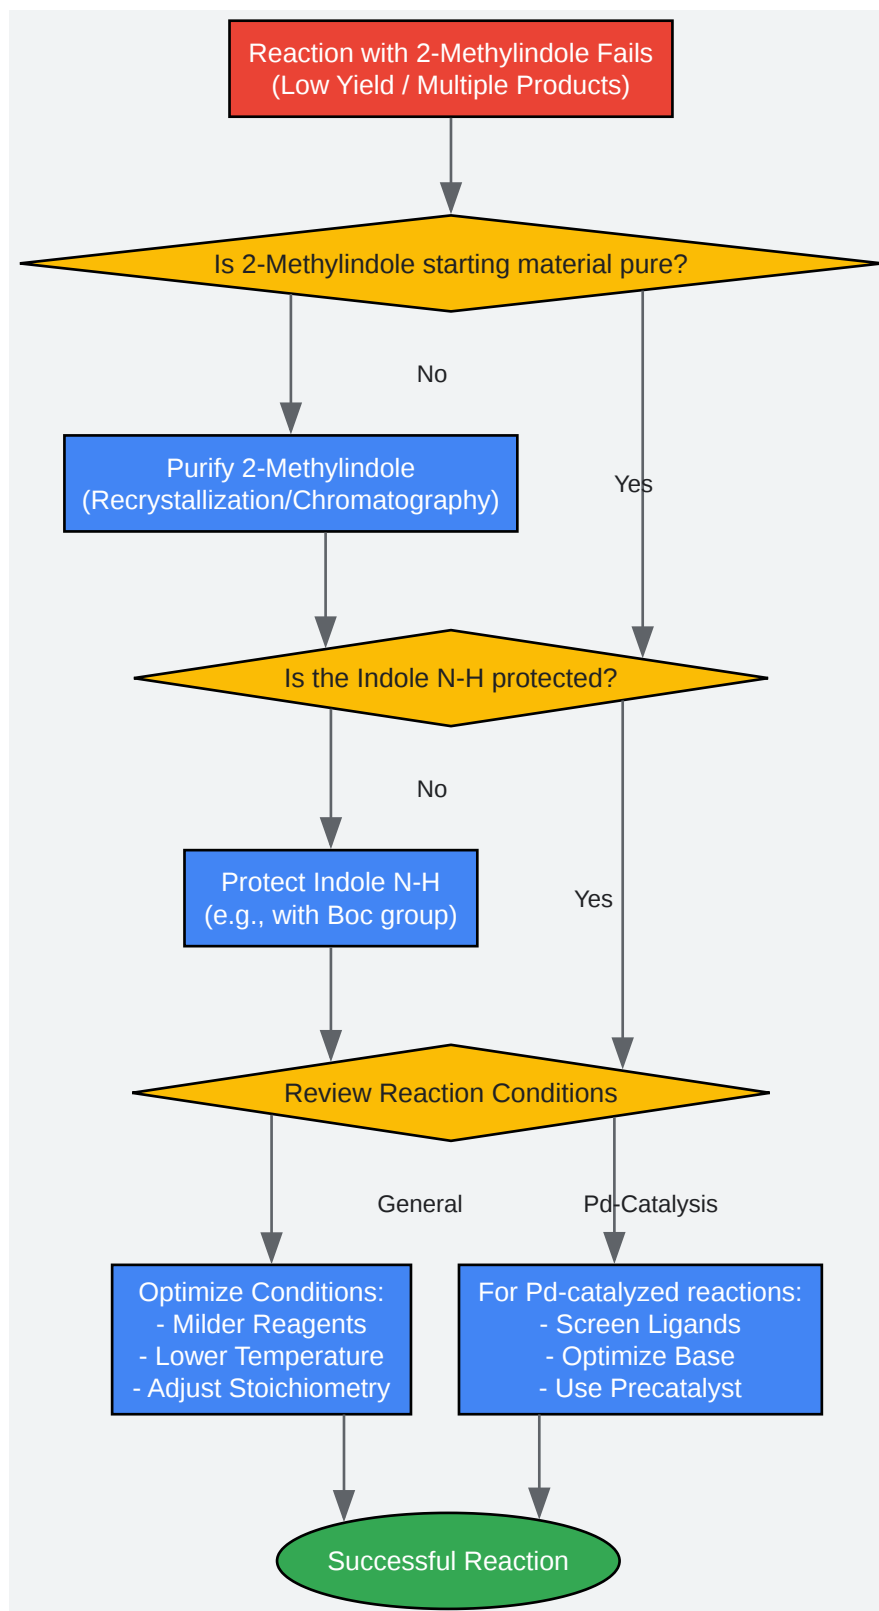 Reaction with 2-Methylindole Fails
(Low Yield / Multiple Products)
Is 2-Methylindole starting material pure?
No
Purify 2-Methylindole
(Recrystallization/Chromatography)
Yes
Is the Indole N-H protected?
No
Protect Indole N-H
(e.g., with Boc group)
Yes
Review Reaction Conditions
General
Pd-Catalysis
Optimize Conditions:
- Milder Reagents
- Lower Temperature
- Adjust Stoichiometry
For Pd-catalyzed reactions:
- Screen Ligands
- Optimize Base
- Use Precatalyst
Successful Reaction